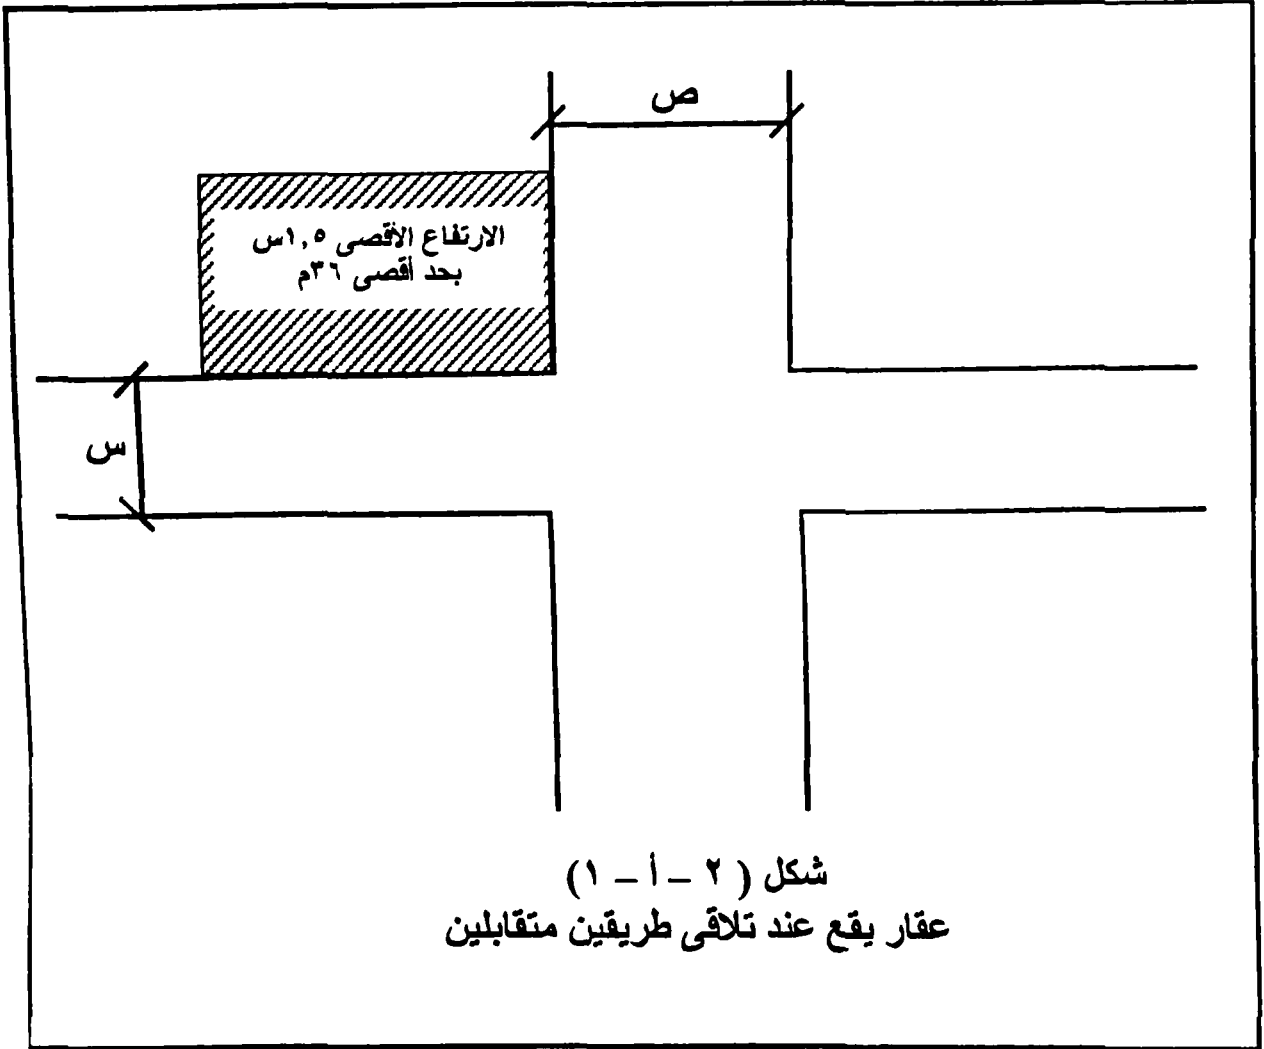 ص
الارتفاع الأقصى ١,٥س
بحد أقصى ٣٦م
س
شكل ( ٢ – أ – ١)
عقار يقع عند تلاقى طريقين متقابلين